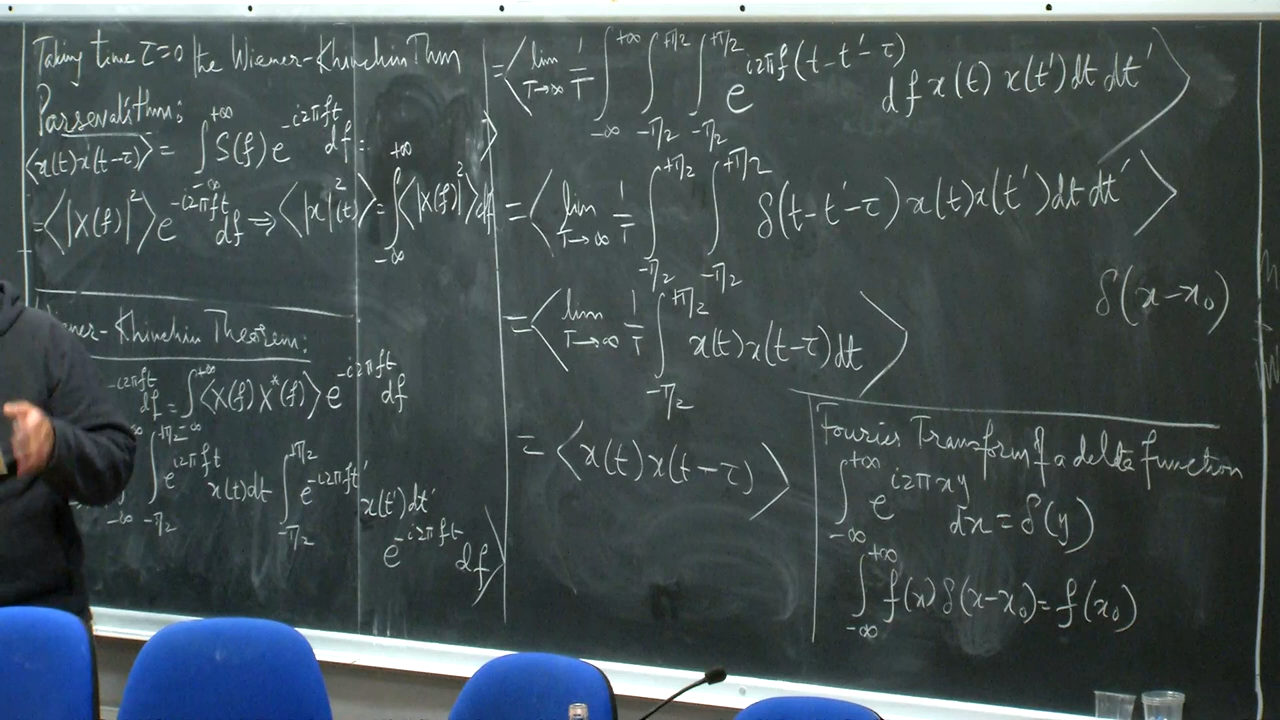 Taking time τ=0 the Wiener-Khinchin Thm
Parseval's thm:
⟨x(t)x(t-τ)⟩ = ∫_{-∞}^{+∞} S(f) e^{-i2πft} df =
=⟨|X(f)|²⟩ e^{-i2πft} df ⇒ ⟨|x|²(t)⟩ = ∫_{-∞}^{+∞} ⟨|X(f)|²⟩ df
Khinchin Theorem:
e^{-i2πft} df = ∫_{-∞}^{+∞} ⟨X(f) X*(f)⟩ e^{-i2πft} df
∫_{-T/2}^{+T/2} e^{i2πft} x(t)dt ∫_{-T/2}^{T/2} e^{-i2πft'} x(t')dt'
e^{-i2πft} df⟩
=⟨lim_{T→∞} 1/T ∫_{-∞}^{+∞} ∫_{-T/2}^{+T/2} ∫_{-T/2}^{+T/2} e^{i2πf(t-t'-τ)} df x(t) x(t')dt dt'⟩
=⟨lim_{T→∞} 1/T ∫_{-T/2}^{+T/2} ∫_{-T/2}^{+T/2} δ(t-t'-τ) x(t)x(t')dt dt'⟩
δ(x-x₀)
=⟨lim_{T→∞} 1/T ∫_{-T/2}^{+T/2} x(t)x(t-τ)dt⟩
=⟨x(t)x(t-τ)⟩
Fourier Transform of a delta function
∫_{-∞}^{+∞} e^{i2πxy} dx = δ(y)
∫_{-∞}^{+∞} f(x)δ(x-x₀)=f(x₀)